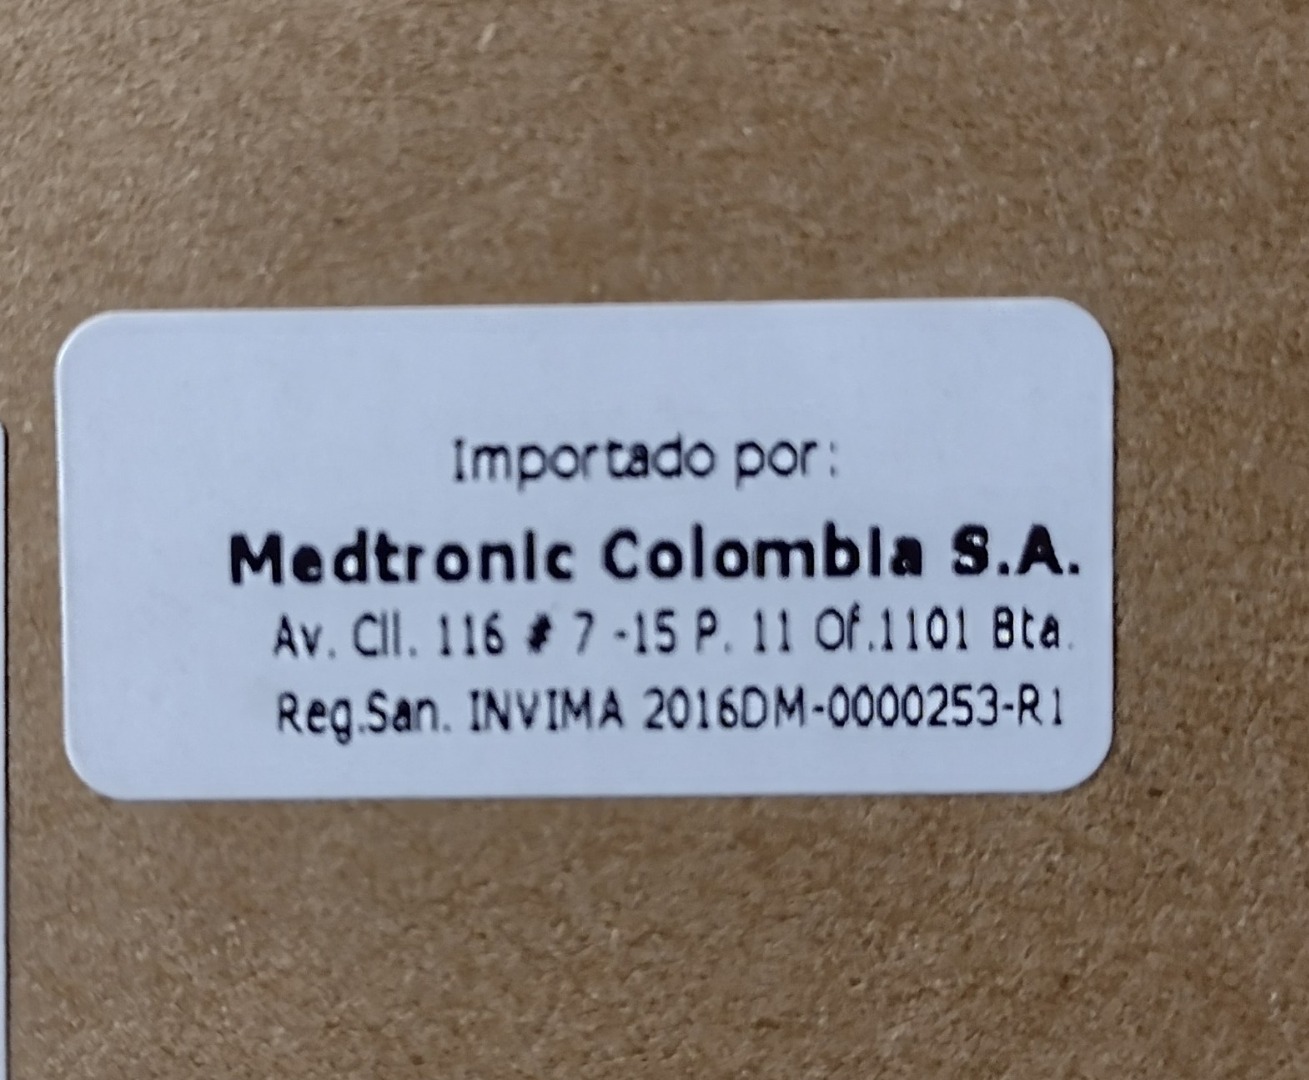 Importado por:
Medtronic Colombia S.A.
Av. Cll. 116 # 7 -15 P. 11 Of.1101 Bta.
Reg.San. INVIMA 2016DM-0000253-R1